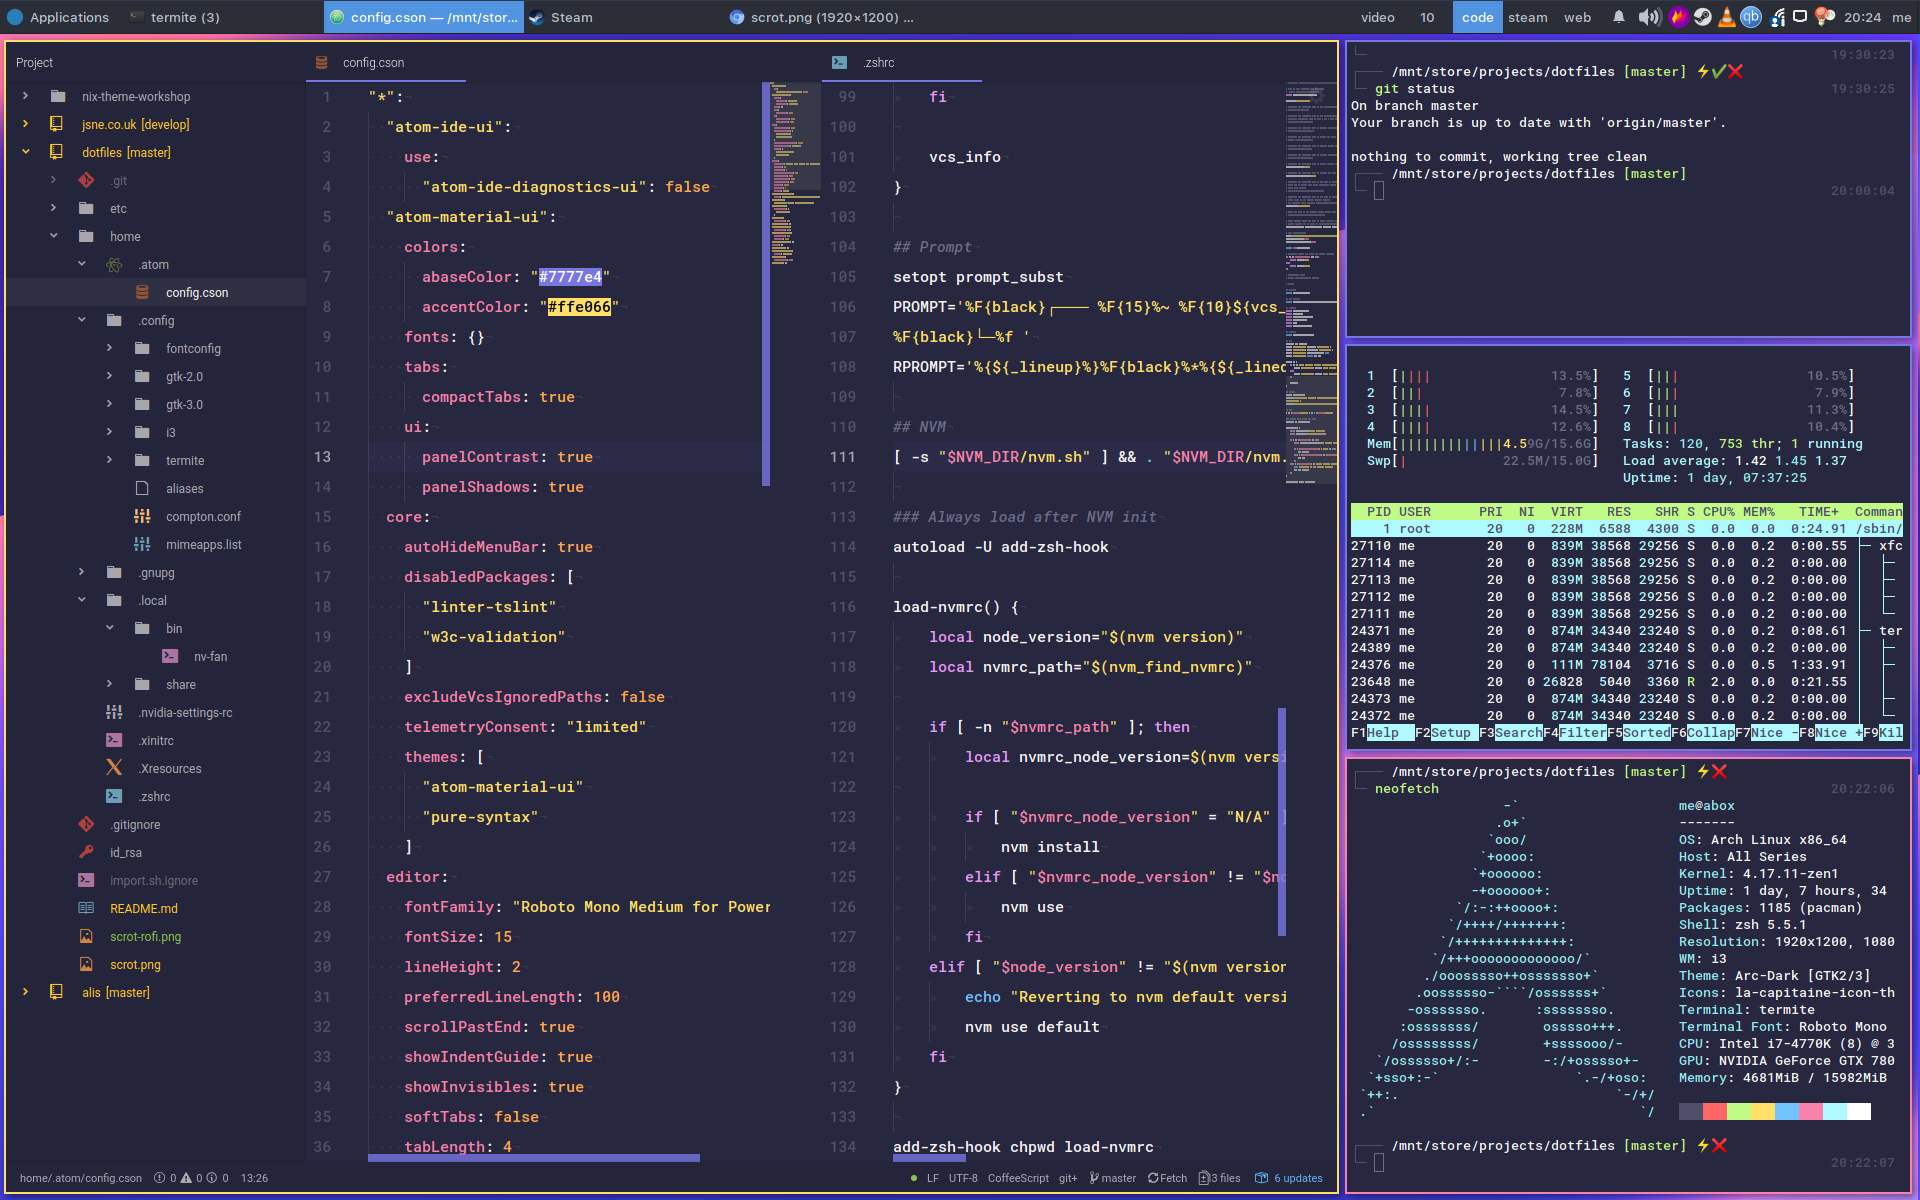 Applications
termite (3)
config.cson — /mnt/stor...
Steam
scrot.png (1920×1200) ...
video
10
code
steam
web
qb
20:24
me
Project
nix-theme-workshop
jsne.co.uk [develop]
dotfiles [master]
.git
etc
home
.atom
config.cson
.config
fontconfig
gtk-2.0
gtk-3.0
i3
termite
aliases
compton.conf
mimeapps.list
.gnupg
.local
bin
nv-fan
share
.nvidia-settings-rc
.xinitrc
.Xresources
.zshrc
.gitignore
id_rsa
import.sh.ignore
README.md
scrot-rofi.png
scrot.png
alis [master]
config.cson
1 "*":
2 "atom-ide-ui":
3 use:
4 "atom-ide-diagnostics-ui": false
5 "atom-material-ui":
6 colors:
7 abaseColor: "#7777e4"
8 accentColor: "#ffe066"
9 fonts: {}
10 tabs:
11 compactTabs: true
12 ui:
13 panelContrast: true
14 panelShadows: true
15 core:
16 autoHideMenuBar: true
17 disabledPackages: [
18 "linter-tslint"
19 "w3c-validation"
20 ]
21 excludeVcsIgnoredPaths: false
22 telemetryConsent: "limited"
23 themes: [
24 "atom-material-ui"
25 "pure-syntax"
26 ]
27 editor:
28 fontFamily: "Roboto Mono Medium for Power
29 fontSize: 15
30 lineHeight: 2
31 preferredLineLength: 100
32 scrollPastEnd: true
33 showIndentGuide: true
34 showInvisibles: true
35 softTabs: false
36 tabLength: 4
.zshrc
99 fi
100
101 vcs_info
102 }
103
104 ## Prompt
105 setopt prompt_subst
106 PROMPT='%F{black}┌─── %F{15}%~ %F{10}${vcs_
107 %F{black}└─%f '
108 RPROMPT='%{${_lineup}%}%F{black}%*%{${_lined
109
110 ## NVM
111 [ -s "$NVM_DIR/nvm.sh" ] && . "$NVM_DIR/nvm.
112
113 ### Always load after NVM init
114 autoload -U add-zsh-hook
115
116 load-nvmrc() {
117 local node_version="$(nvm version)"
118 local nvmrc_path="$(nvm_find_nvmrc)"
119
120 if [ -n "$nvmrc_path" ]; then
121 local nvmrc_node_version=$(nvm versi
122
123 if [ "$nvmrc_node_version" = "N/A" ]
124 nvm install
125 elif [ "$nvmrc_node_version" != "$no
126 nvm use
127 fi
128 elif [ "$node_version" != "$(nvm version
129 echo "Reverting to nvm default versi
130 nvm use default
131 fi
132 }
133
134 add-zsh-hook chpwd load-nvmrc
home/.atom/config.cson 0 0 0 13:26
LF UTF-8 CoffeeScript git+ master Fetch 3 files 6 updates
19:30:23
/mnt/store/projects/dotfiles [master] ⚡✔❌
git status 19:30:25
On branch master
Your branch is up to date with 'origin/master'.
nothing to commit, working tree clean
/mnt/store/projects/dotfiles [master]
20:00:04
1 [|||| 13.5%] 5 [||| 10.5%]
2 [||| 7.8%] 6 [||| 7.9%]
3 [|||| 14.5%] 7 [||| 11.3%]
4 [|||| 12.6%] 8 [||| 10.4%]
Mem[|||||||||||||4.59G/15.6G] Tasks: 120, 753 thr; 1 running
Swp[| 22.5M/15.0G] Load average: 1.42 1.45 1.37
Uptime: 1 day, 07:37:25
PID USER PRI NI VIRT RES SHR S CPU% MEM% TIME+ Comman
1 root 20 0 228M 6588 4300 S 0.0 0.0 0:24.91 /sbin/
27110 me 20 0 839M 38568 29256 S 0.0 0.2 0:00.55 ├─ xfc
27114 me 20 0 839M 38568 29256 S 0.0 0.2 0:00.00
27113 me 20 0 839M 38568 29256 S 0.0 0.2 0:00.00
27112 me 20 0 839M 38568 29256 S 0.0 0.2 0:00.00
27111 me 20 0 839M 38568 29256 S 0.0 0.2 0:00.00
24371 me 20 0 874M 34340 23240 S 0.0 0.2 0:08.61 ├─ ter
24389 me 20 0 874M 34340 23240 S 0.0 0.2 0:00.00
24376 me 20 0 111M 78104 3716 S 0.0 0.5 1:33.91
23648 me 20 0 26828 5040 3360 R 2.0 0.0 0:21.55
24373 me 20 0 874M 34340 23240 S 0.0 0.2 0:00.00
24372 me 20 0 874M 34340 23240 S 0.0 0.2 0:00.00
F1Help F2Setup F3SearchF4FilterF5SortedF6CollapF7Nice -F8Nice +F9Kil
/mnt/store/projects/dotfiles [master] ⚡❌
neofetch 20:22:06
-` me@abox
.o+` -------
`ooo/ OS: Arch Linux x86_64
`+oooo: Host: All Series
`+oooooo: Kernel: 4.17.11-zen1
-+oooooo+: Uptime: 1 day, 7 hours, 34
`/:-:++oooo+: Packages: 1185 (pacman)
`/++++/+++++++: Shell: zsh 5.5.1
`/++++++++++++++: Resolution: 1920x1200, 1080
`/+++ooooooooooooo/` WM: i3
./ooosssso++osssssso+` Theme: Arc-Dark [GTK2/3]
.oossssso-````/ossssss+` Icons: la-capitaine-icon-th
-osssssso. :ssssssso. Terminal: termite
:osssssss/ osssso+++. Terminal Font: Roboto Mono
/ossssssss/ +ssssooo/- CPU: Intel i7-4770K (8) @ 3
`/ossssso+/:- -:/+osssso+- GPU: NVIDIA GeForce GTX 780
`+sso+:-` `.-/+oso: Memory: 4681MiB / 15982MiB
`++:. `-/+/
.` `/
/mnt/store/projects/dotfiles [master] ⚡❌
20:22:07